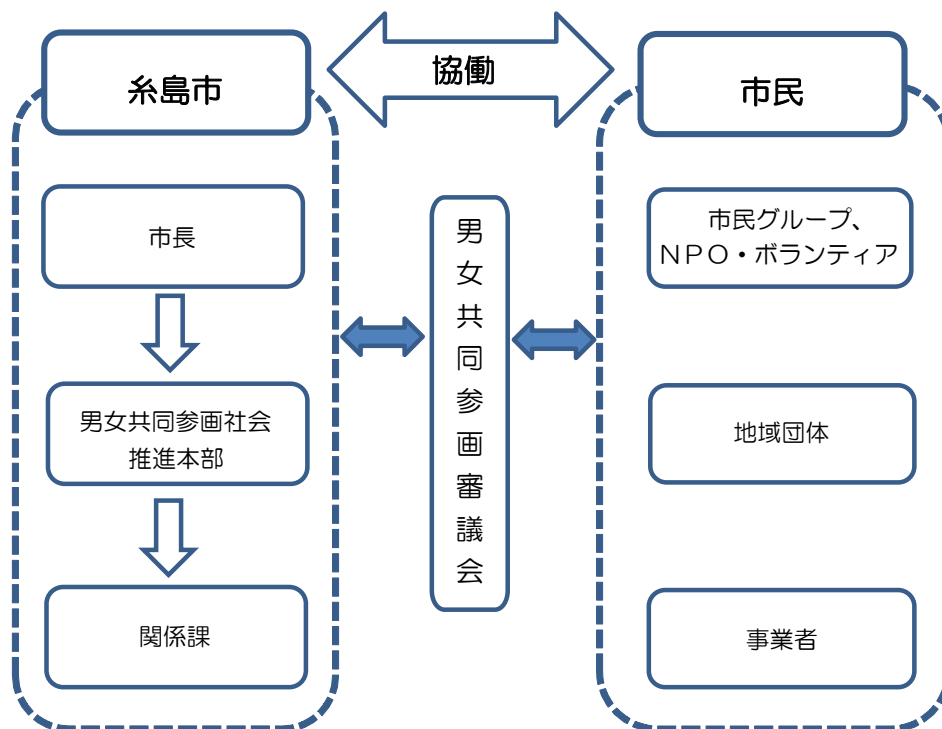 糸島市
協働
市民
市長
男女共同参画社会
推進本部
関係課
男女共同参画審議会
市民グループ、
ＮＰＯ・ボランティア
地域団体
事業者